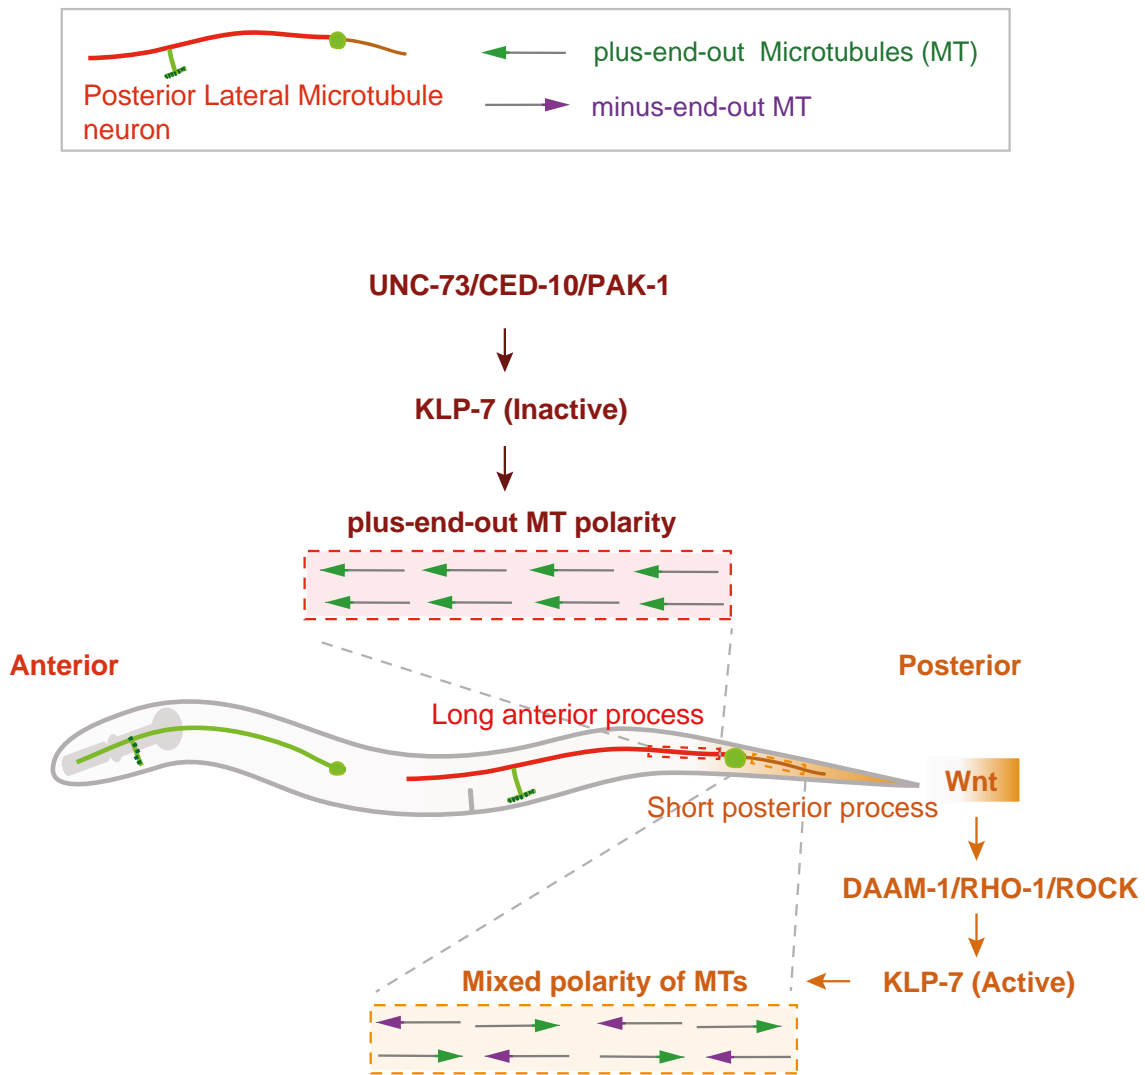 plus-end-out Microtubules (MT)
Posterior Lateral Microtubule
neuron
minus-end-out MT
UNC-73/CED-10/PAK-1
KLP-7 (Inactive)
plus-end-out MT polarity
Anterior
Posterior
Long anterior process
Wnt
Short posterior process
DAAM-1/RHO-1/ROCK
Mixed polarity of MTs
KLP-7 (Active)